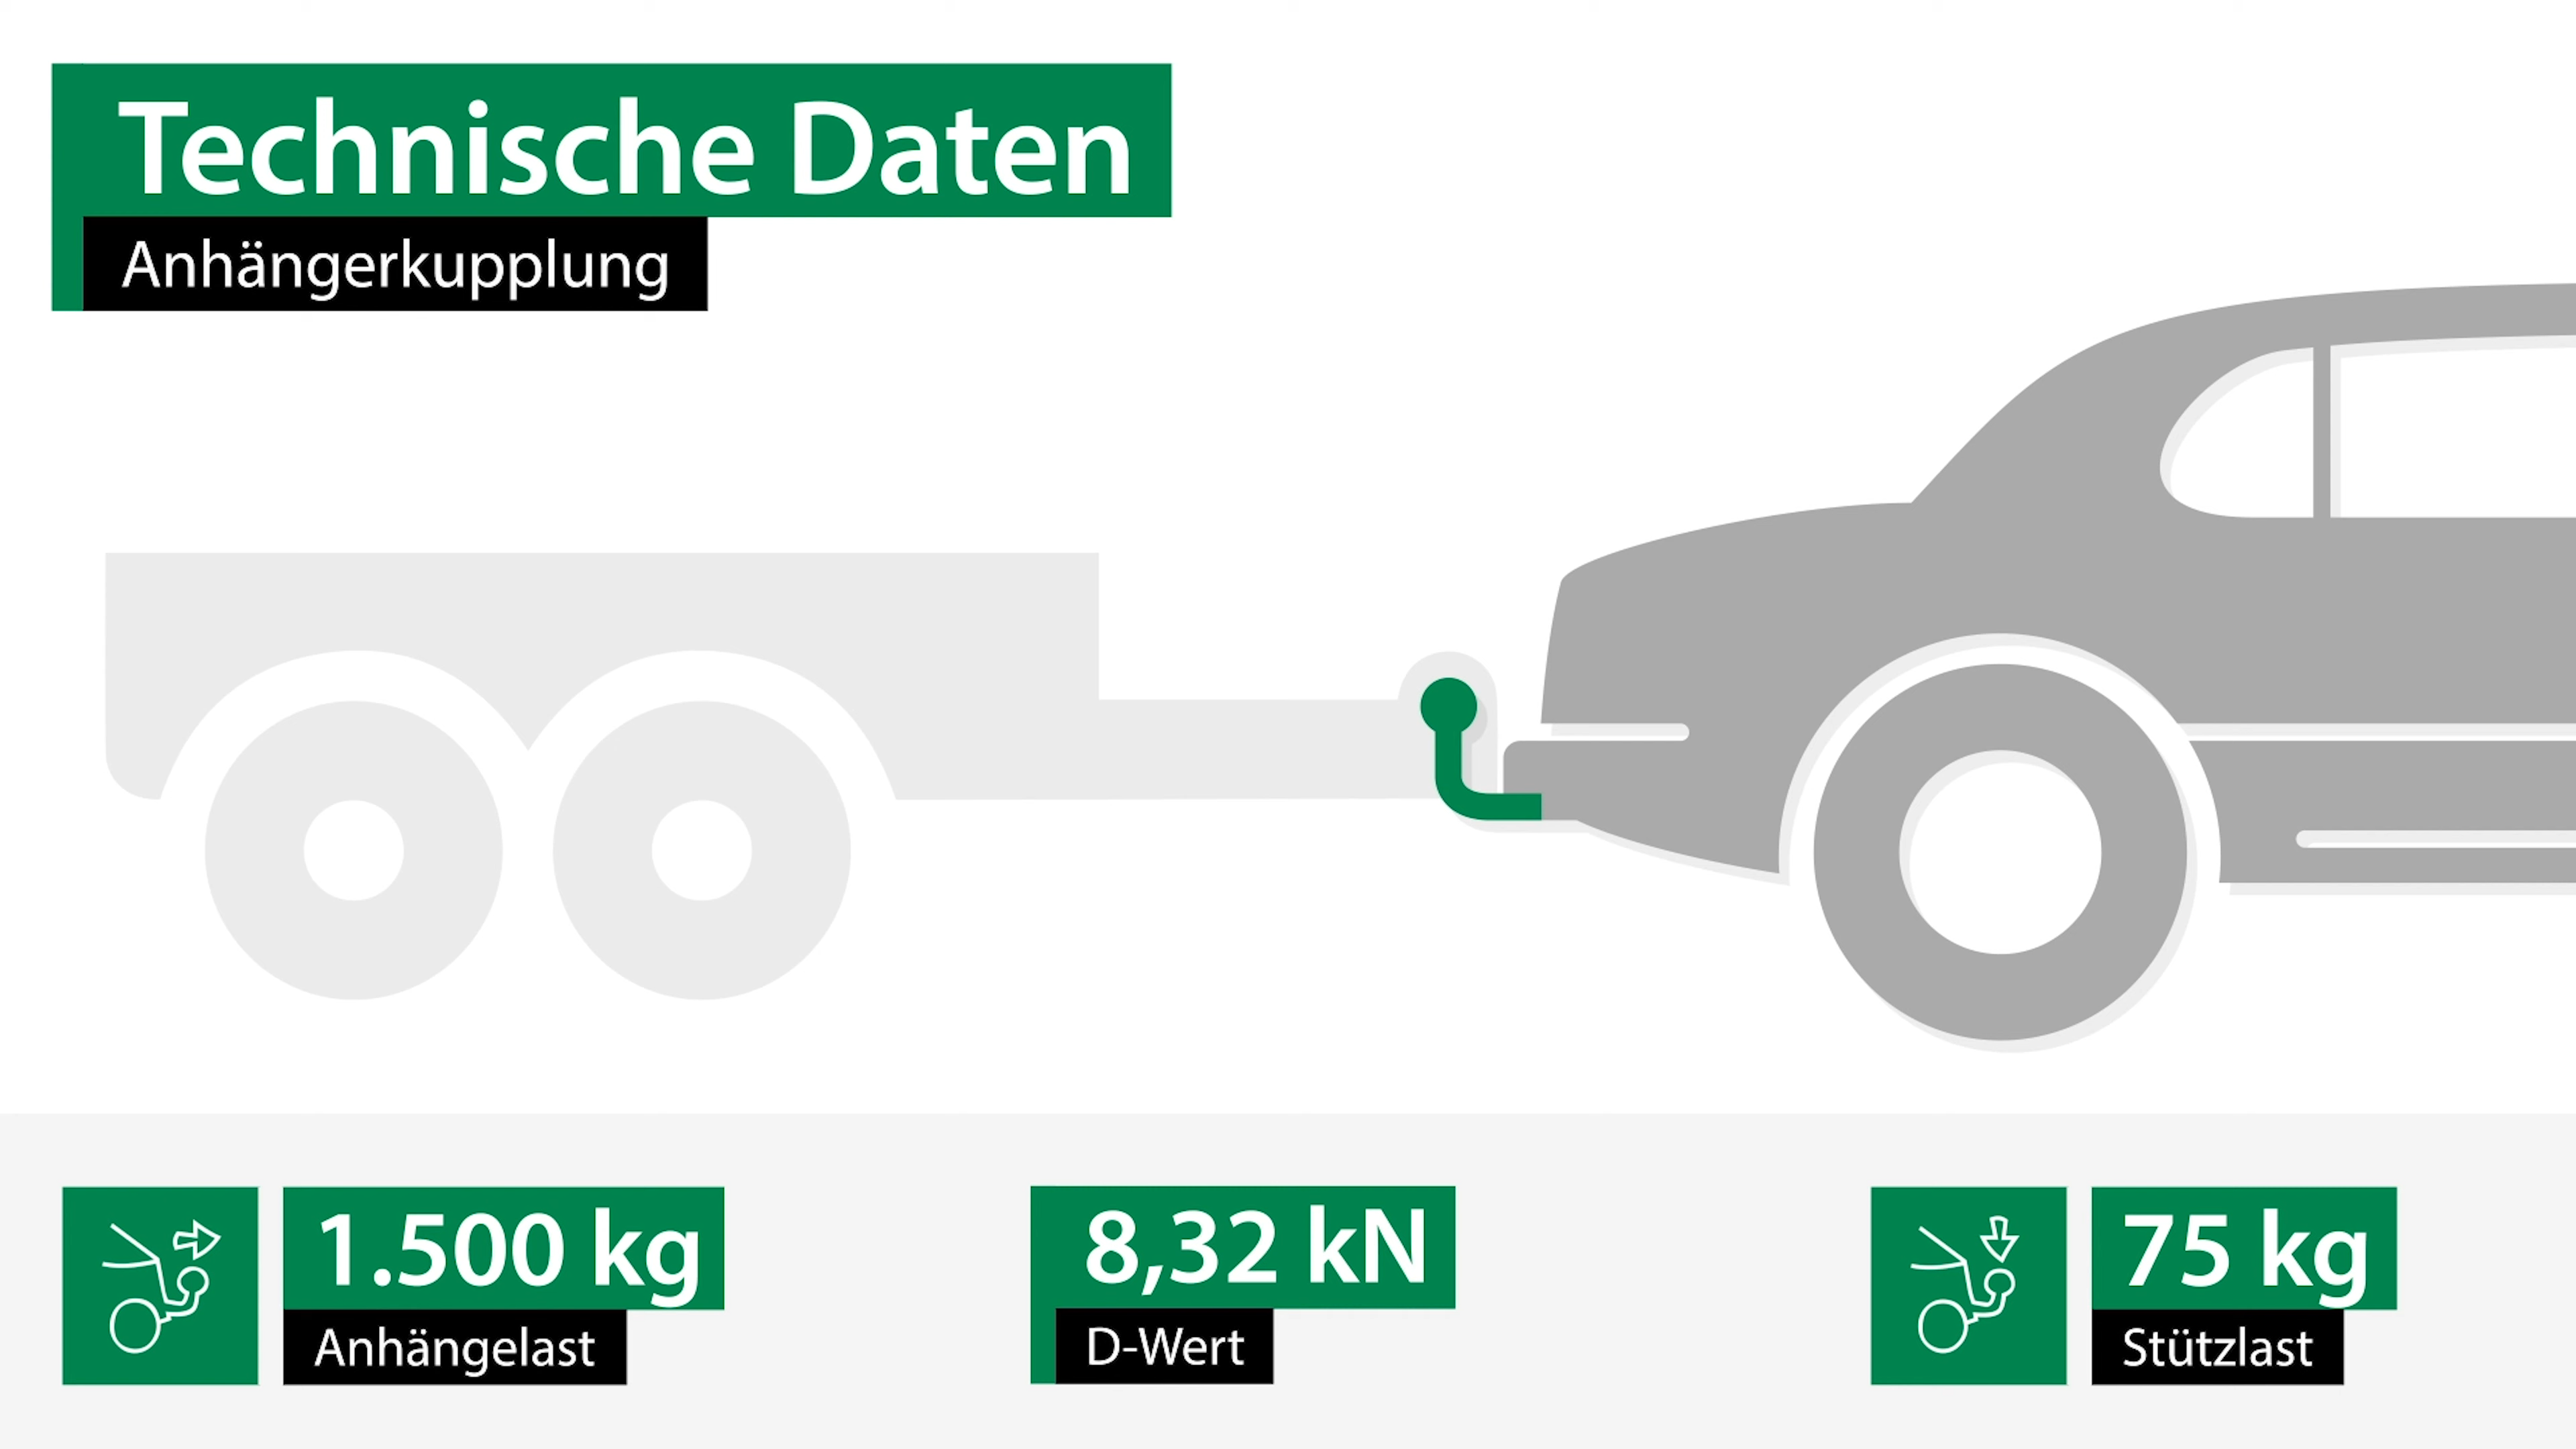 Technische Daten
Anhängerkupplung
1.500 kg
Anhängelast
8,32 kN
D-Wert
75 kg
Stützlast